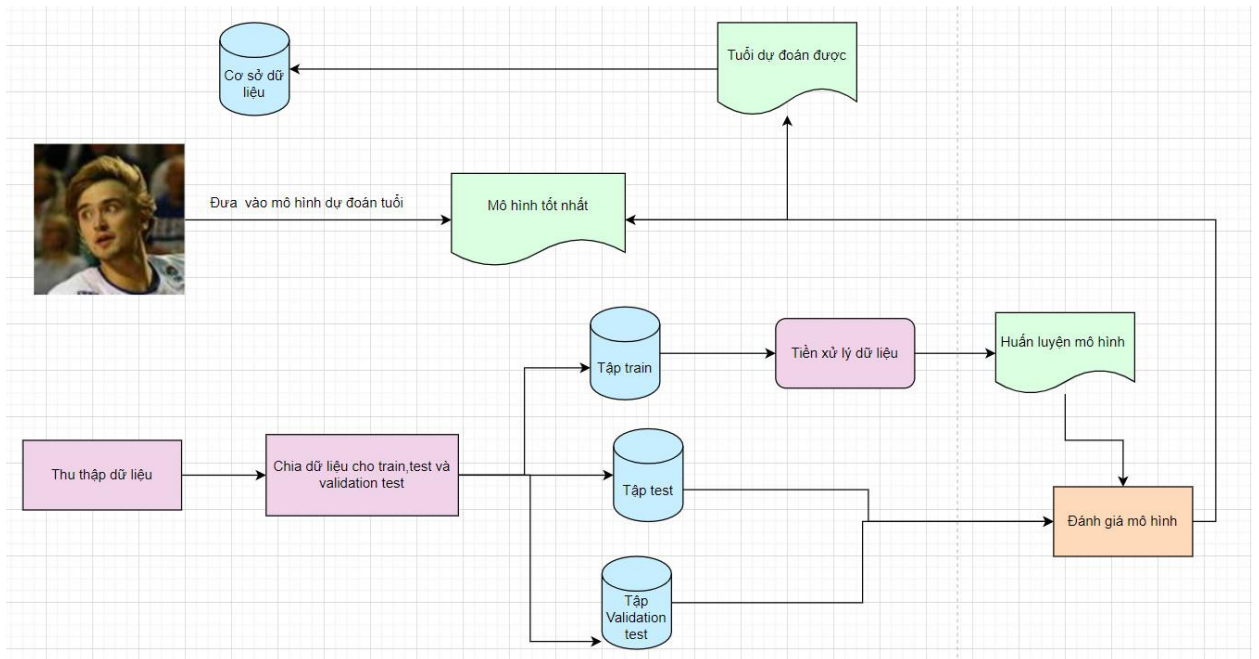 Cơ sở dữ
liệu
Tuổi dự đoán được
Đưa vào mô hình dự đoán tuổi
Mô hình tốt nhất
Tập train
Tiền xử lý dữ liệu
Huấn luyện mô hình
Thu thập dữ liệu
Chia dữ liệu cho train,test và
validation test
Tập test
Đánh giá mô hình
Tập
Validation
test